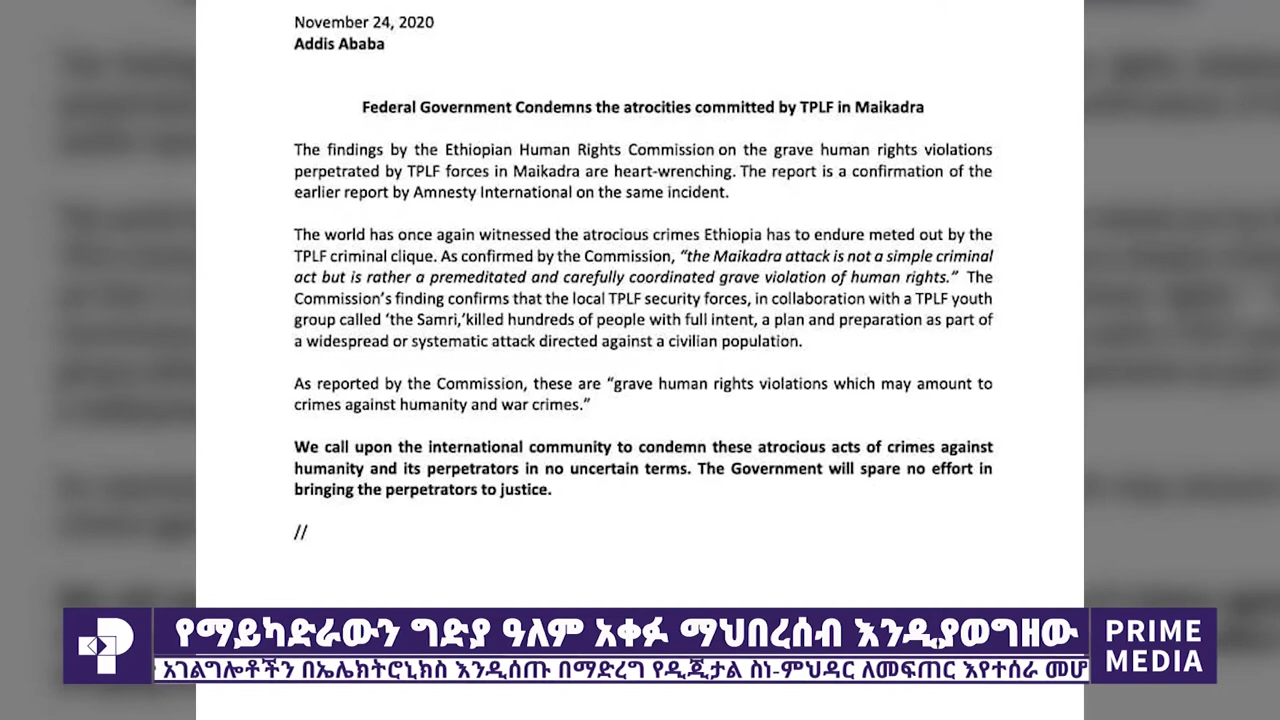 November 24, 2020
Addis Ababa
Federal Government Condemns the atrocities committed by TPLF in Maikadra
The findings by the Ethiopian Human Rights Commission on the grave human rights violations
perpetrated by TPLF forces in Maikadra are heart-wrenching. The report is a confirmation of the
earlier report by Amnesty International on the same incident.
The world has once again witnessed the atrocious crimes Ethiopia has to endure meted out by the
TPLF criminal clique. As confirmed by the Commission, “the Maikadra attack is not a simple criminal
act but is rather a premeditated and carefully coordinated grave violation of human rights.” The
Commission’s finding confirms that the local TPLF security forces, in collaboration with a TPLF youth
group called ‘the Samri,’killed hundreds of people with full intent, a plan and preparation as part of
a widespread or systematic attack directed against a civilian population.
As reported by the Commission, these are “grave human rights violations which may amount to
crimes against humanity and war crimes.”
We call upon the international community to condemn these atrocious acts of crimes against
humanity and its perpetrators in no uncertain terms. The Government will spare no effort in
bringing the perpetrators to justice.
//
የማይካድራውን ግድያ ዓለም አቀፉ ማህበረሰብ እንዲያወግዘው
አገልግሎቶችን በኤሌክትሮኒክስ እንዲሰጡ በማድረግ የዲጂታል ስነ-ምህዳር ለመፍጠር እየተሰራ መሆ
PRIME
MEDIA